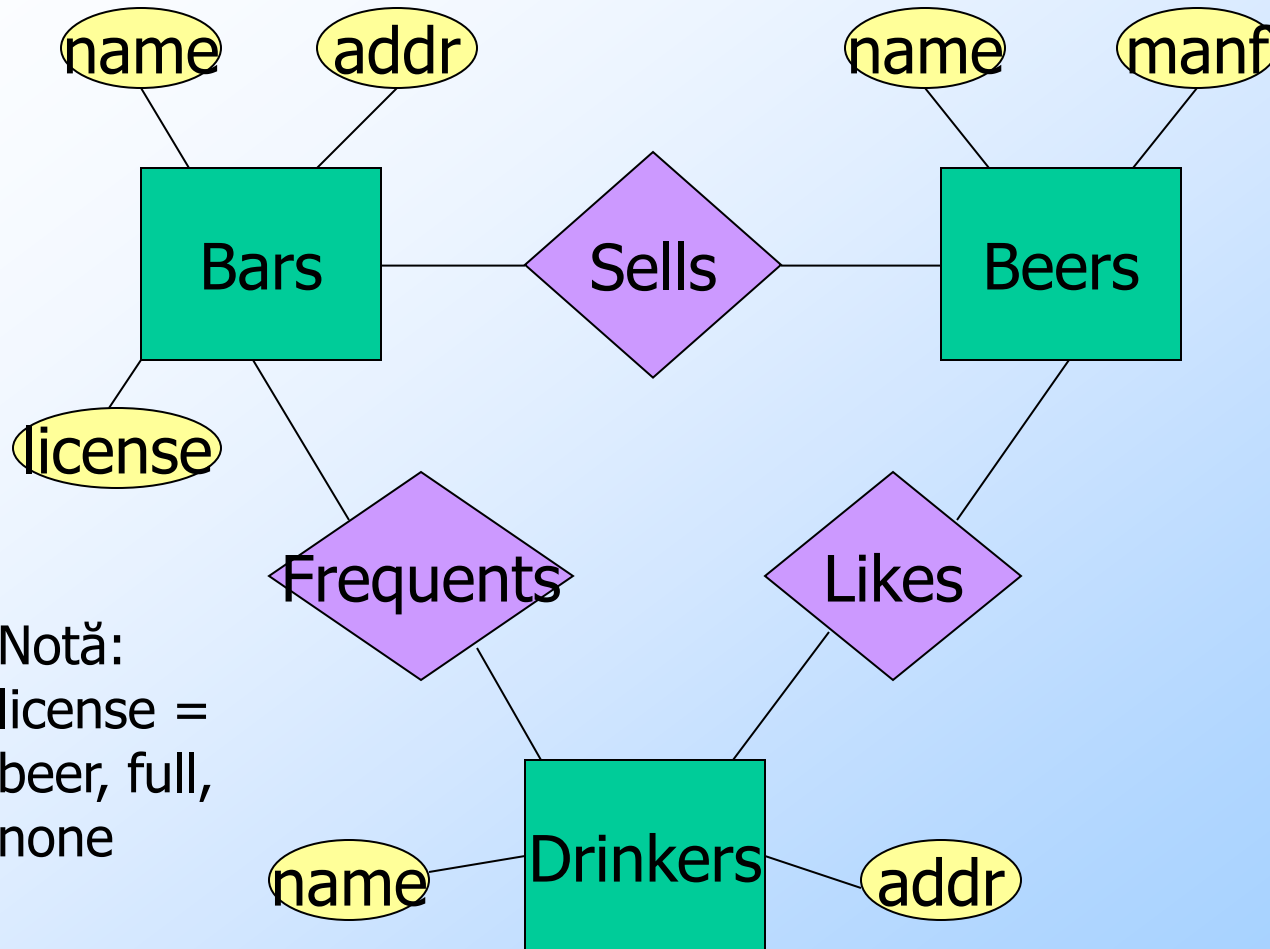 name
addr
name
manf
Bars
Sells
Beers
license
Frequents
Likes
Notă:
license =
beer, full,
none
name
Drinkers
addr